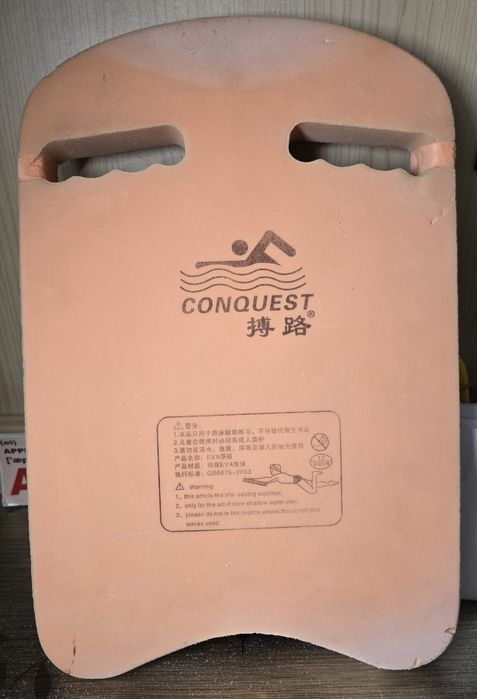 CONQUEST
搏路®
⚠警告:
1.本品只用于游泳辅助练习,不可替代救生用品
2.儿童在使用时必须有成人监护
3.请勿在深水、急流、深海及浪大的地方使用
产品名称: EVA浮板
产品材质: 环保EVA泡沫
执行标准: GB6675-2003
⚠ Warning:
1、this article the life-saving supplies;
2、only for the adult care shallow water use;
3、please do not in the depths,where the current and
waves used.
APPL
A